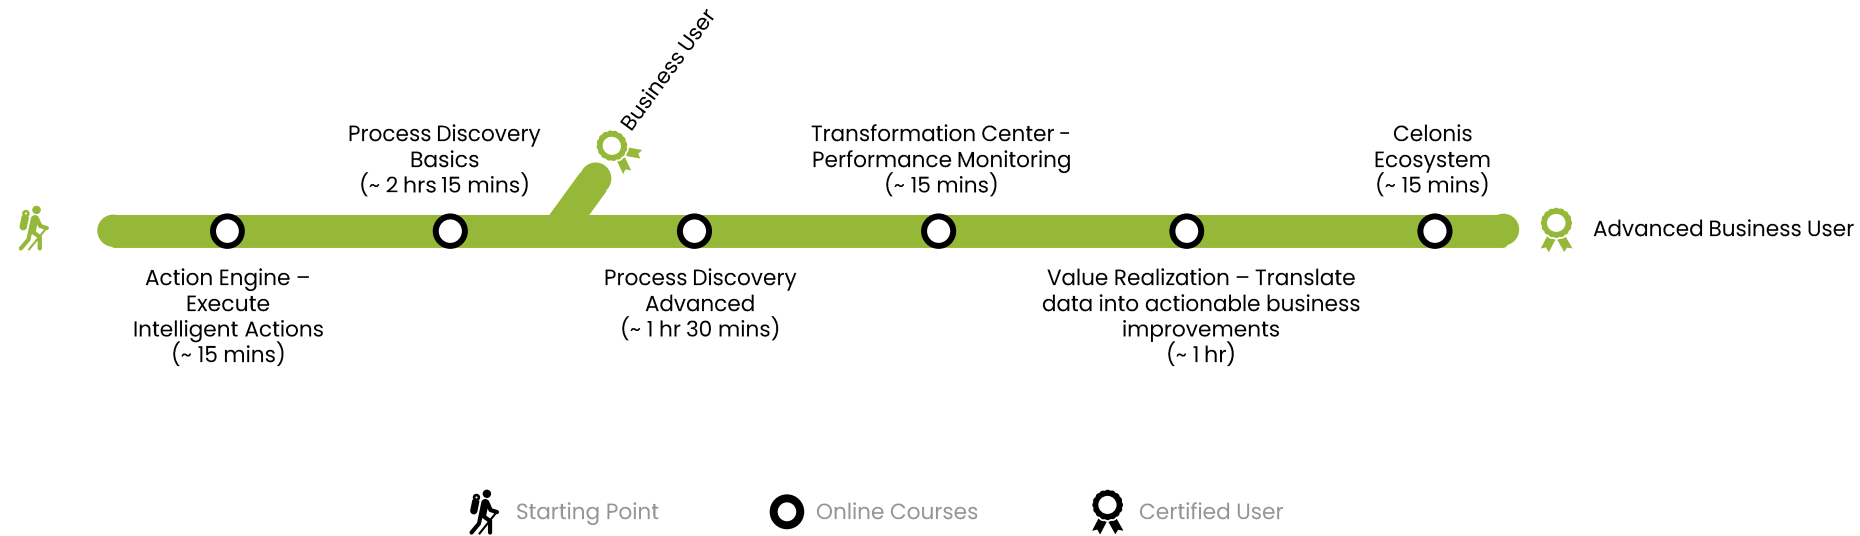 Business User
Process Discovery
Basics
(~ 2 hrs 15 mins)
Transformation Center -
Performance Monitoring
(~ 15 mins)
Celonis
Ecosystem
(~ 15 mins)
Advanced Business User
Action Engine –
Execute
Intelligent Actions
(~ 15 mins)
Process Discovery
Advanced
(~ 1 hr 30 mins)
Value Realization – Translate
data into actionable business
improvements
(~ 1 hr)
Starting Point
Online Courses
Certified User